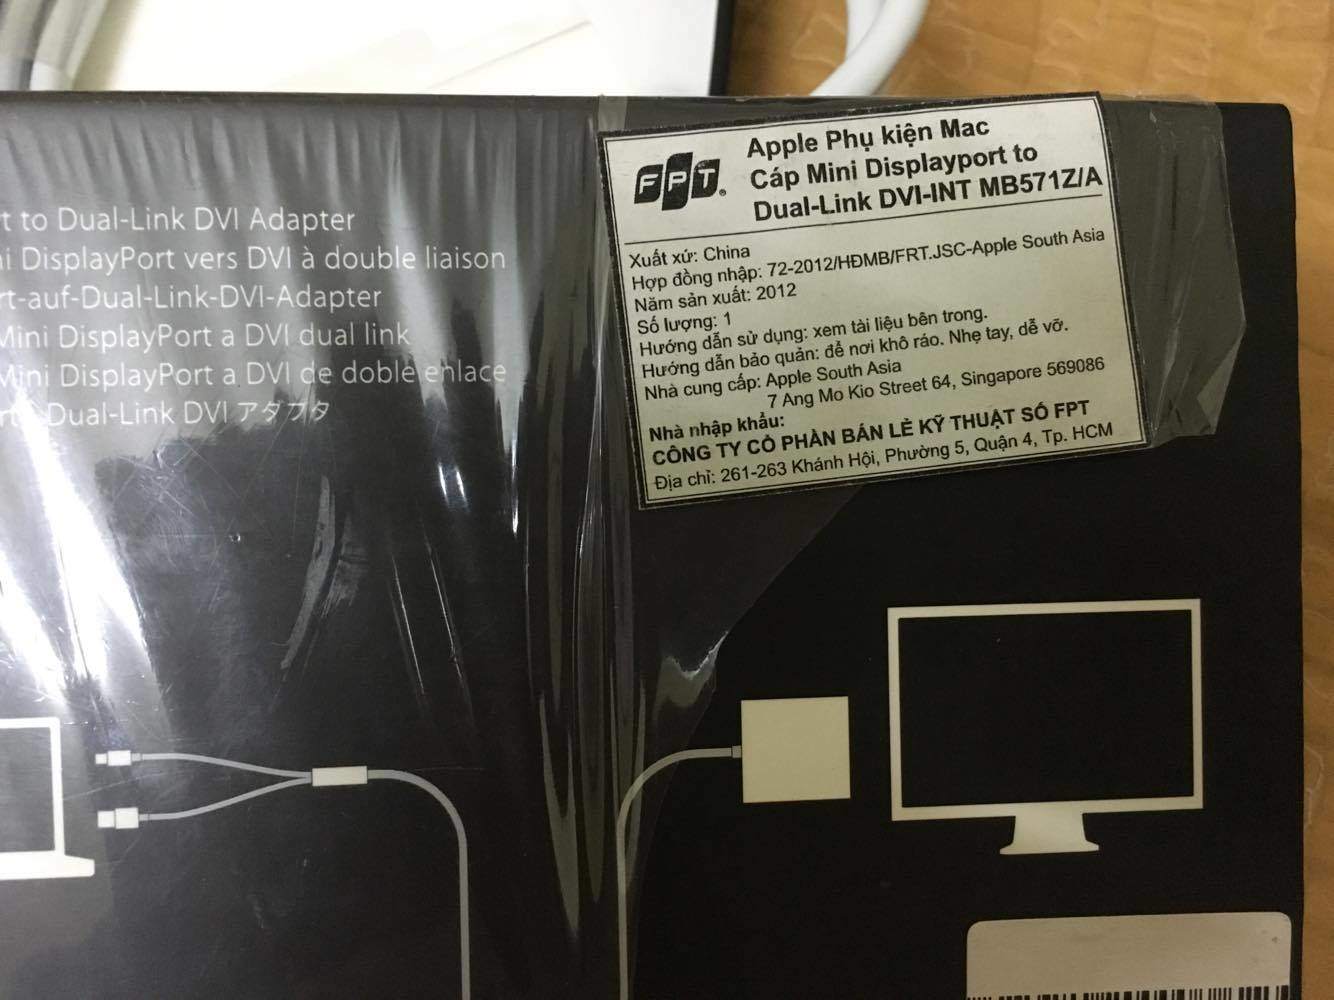 t to Dual-Link DVI Adapter
ni DisplayPort vers DVI à double liaison
rt-auf-Dual-Link-DVI-Adapter
Mini DisplayPort a DVI dual link
Mini DisplayPort a DVI de doble enlace
Dual-Link DVI アダプタ
FPT®
Apple Phụ kiện Mac
Cáp Mini Displayport to
Dual-Link DVI-INT MB571Z/A
Xuất xứ: China
Hợp đồng nhập: 72-2012/HĐMB/FRT.JSC-Apple South Asia
Năm sản xuất: 2012
Số lượng: 1
Hướng dẫn sử dụng: xem tài liệu bên trong.
Hướng dẫn bảo quản: để nơi khô ráo. Nhẹ tay, dễ vỡ.
Nhà cung cấp: Apple South Asia
7 Ang Mo Kio Street 64, Singapore 569086
Nhà nhập khẩu:
CÔNG TY CỔ PHẦN BÁN LẺ KỸ THUẬT SỐ FPT
Địa chỉ: 261-263 Khánh Hội, Phường 5, Quận 4, Tp. HCM